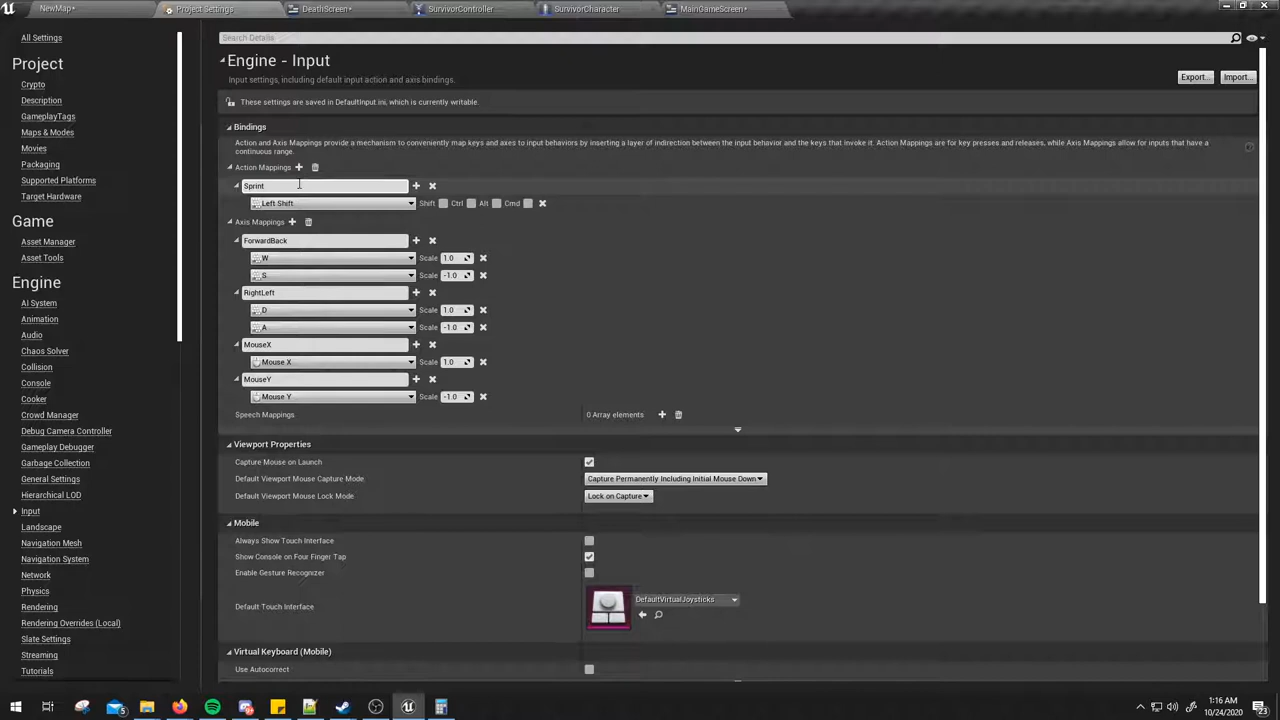 NewMap*
Project Settings
DeathScreen*
SurvivorController
SurvivorCharacter
MainGameScreen*
All Settings
Project
Crypto
Description
GameplayTags
Maps & Modes
Movies
Packaging
Supported Platforms
Target Hardware
Game
Asset Manager
Asset Tools
Engine
AI System
Animation
Audio
Chaos Solver
Collision
Console
Cooker
Crowd Manager
Debug Camera Controller
Gameplay Debugger
Garbage Collection
General Settings
Hierarchical LOD
Input
Landscape
Navigation Mesh
Navigation System
Network
Physics
Rendering
Rendering Overrides (Local)
Slate Settings
Streaming
Tutorials
Search Details
Engine - Input
Input settings, including default input action and axis bindings.
Export...
Import...
These settings are saved in DefaultInput.ini, which is currently writable.
Bindings
Action and Axis Mappings provide a mechanism to conveniently map keys and axes to input behaviors by inserting a layer of indirection between the input behavior and the keys that invoke it. Action Mappings are for key presses and releases, while Axis Mappings allow for inputs that have a
continuous range.
Action Mappings
Sprint
Left Shift Shift Ctrl Alt Cmd
Axis Mappings
ForwardBack
W Scale 1.0
S Scale -1.0
RightLeft
D Scale 1.0
A Scale -1.0
MouseX
Mouse X Scale 1.0
MouseY
Mouse Y Scale -1.0
Speech Mappings 0 Array elements
Viewport Properties
Capture Mouse on Launch
Default Viewport Mouse Capture Mode Capture Permanently Including Initial Mouse Down
Default Viewport Mouse Lock Mode Lock on Capture
Mobile
Always Show Touch Interface
Show Console on Four Finger Tap
Enable Gesture Recognizer
Default Touch Interface DefaultVirtualJoysticks
Virtual Keyboard (Mobile)
Use Autocorrect
5
1:16 AM
10/24/2020
23